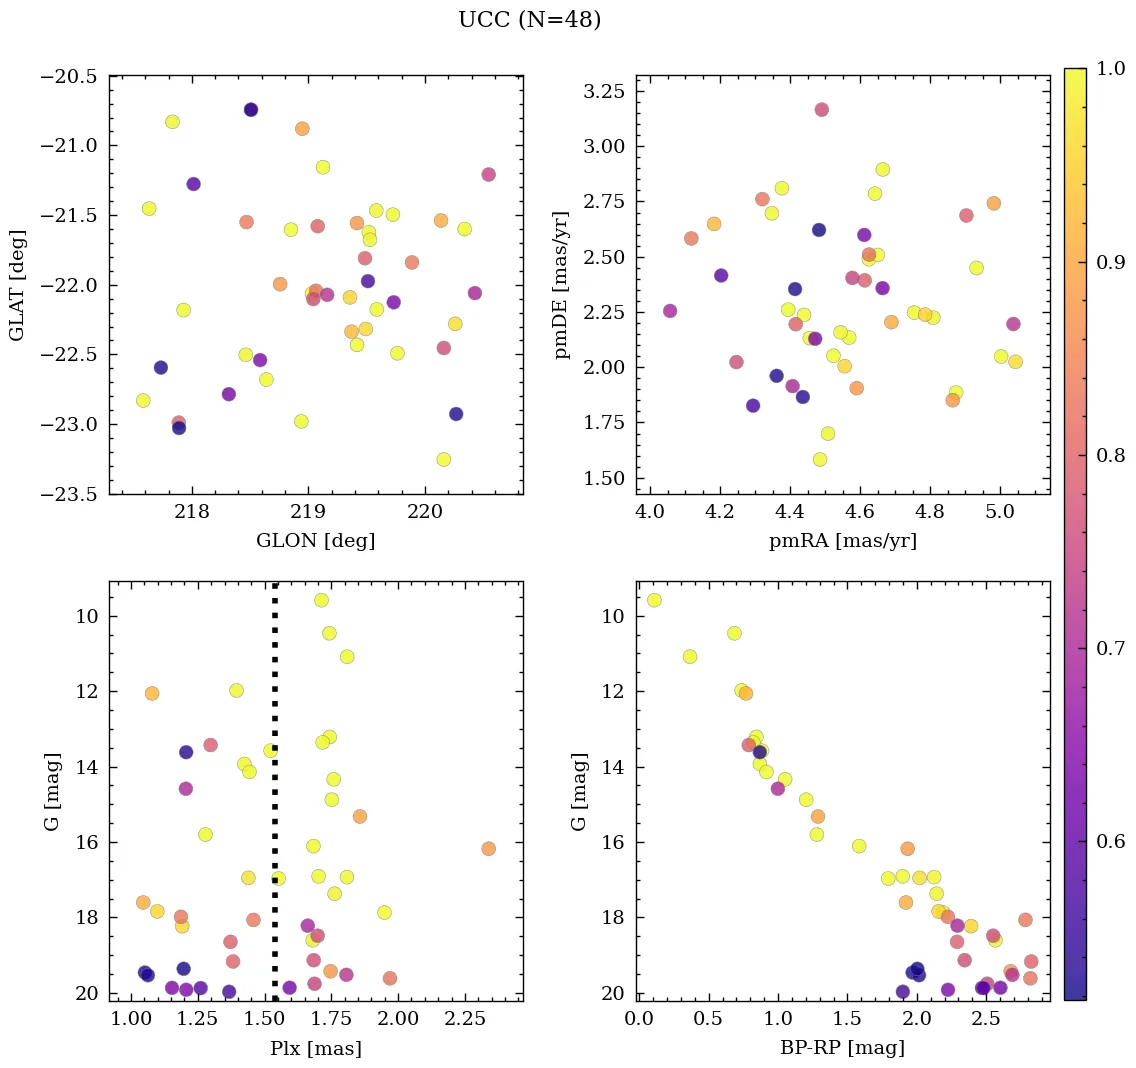 UCC (N=48)
−20.5
−21.0
−21.5
−22.0
−22.5
−23.0
−23.5
GLAT [deg]
218 219 220
GLON [deg]
3.25
3.00
2.75
2.50
2.25
2.00
1.75
1.50
pmDE [mas/yr]
4.0 4.2 4.4 4.6 4.8 5.0
pmRA [mas/yr]
10
12
14
16
18
20
G [mag]
1.00 1.25 1.50 1.75 2.00 2.25
Plx [mas]
10
12
14
16
18
20
G [mag]
0.0 0.5 1.0 1.5 2.0 2.5
BP-RP [mag]
1.0
0.9
0.8
0.7
0.6